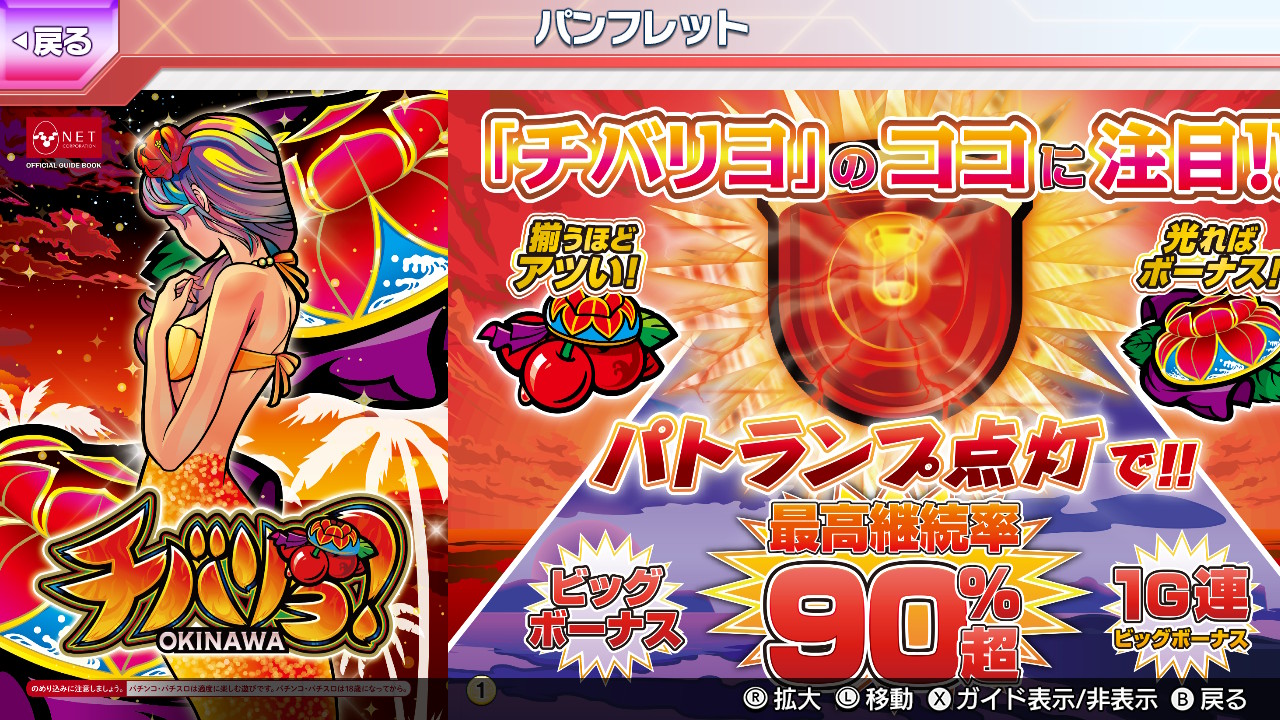 戻る
パンフレット
NET
CORPORATION
OFFICIAL GUIDE BOOK
「チバリヨ」のココに注目!!
揃うほど
アツい!
光れば
ボーナス!
パトランプ点灯で!!
最高継続率
90%超
ビッグ
ボーナス
1G連
ビッグボーナス
チバリヨ!
OKINAWA
のめり込みに注意しましょう。 パチンコ・パチスロは適度に楽しむ遊びです。パチンコ・パチスロは18歳になってから。
1
R 拡大 L 移動 X ガイド表示/非表示 B 戻る